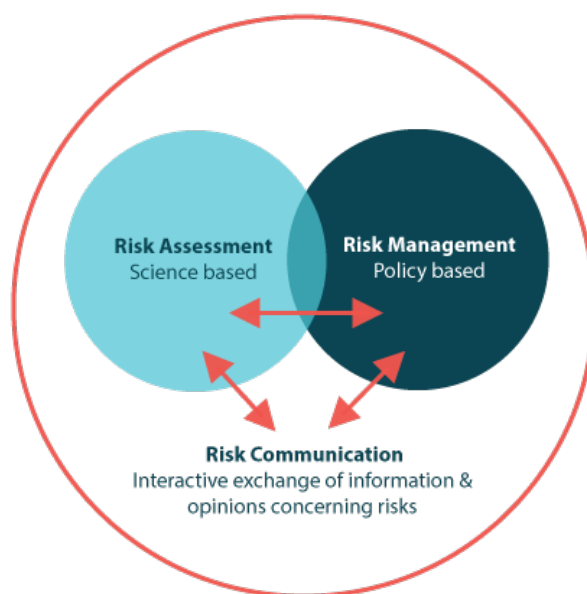 Risk Assessment
Science based
Risk Management
Policy based
Risk Communication
Interactive exchange of information &
opinions concerning risks